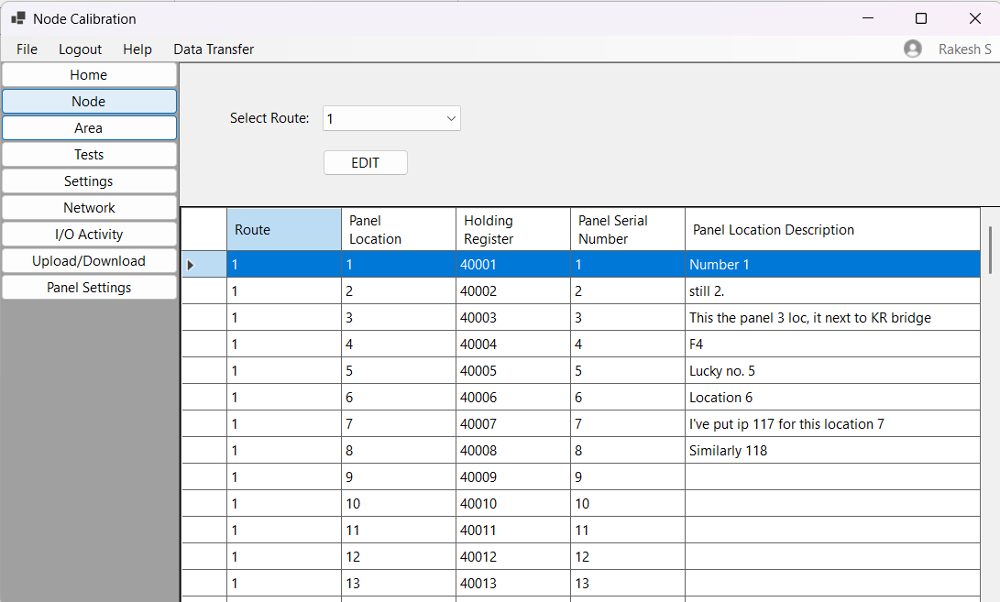 Node Calibration
File Logout Help Data Transfer Rakesh S
Home
Node
Area
Tests
Settings
Network
I/O Activity
Upload/Download
Panel Settings
Select Route: 1
EDIT
Route Panel Location Holding Register Panel Serial Number Panel Location Description
1 1 40001 1 Number 1
1 2 40002 2 still 2.
1 3 40003 3 This the panel 3 loc, it next to KR bridge
1 4 40004 4 F4
1 5 40005 5 Lucky no. 5
1 6 40006 6 Location 6
1 7 40007 7 I've put ip 117 for this location 7
1 8 40008 8 Similarly 118
1 9 40009 9
1 10 40010 10
1 11 40011 11
1 12 40012 12
1 13 40013 13